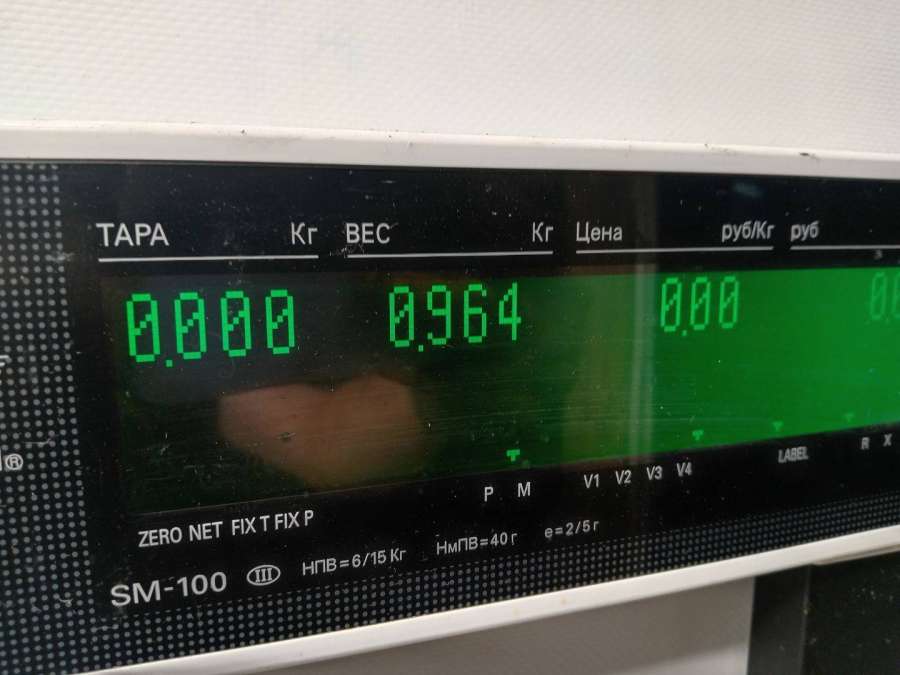 ТАРА Кг ВЕС Кг Цена руб/Кг руб
0.000 0.964 0.00
P M V1 V2 V3 V4 LABEL R X
ZERO NET FIX T FIX P
SM-100 III НПВ=6/15 Кг НмПВ=40 г e=2/5 г
®